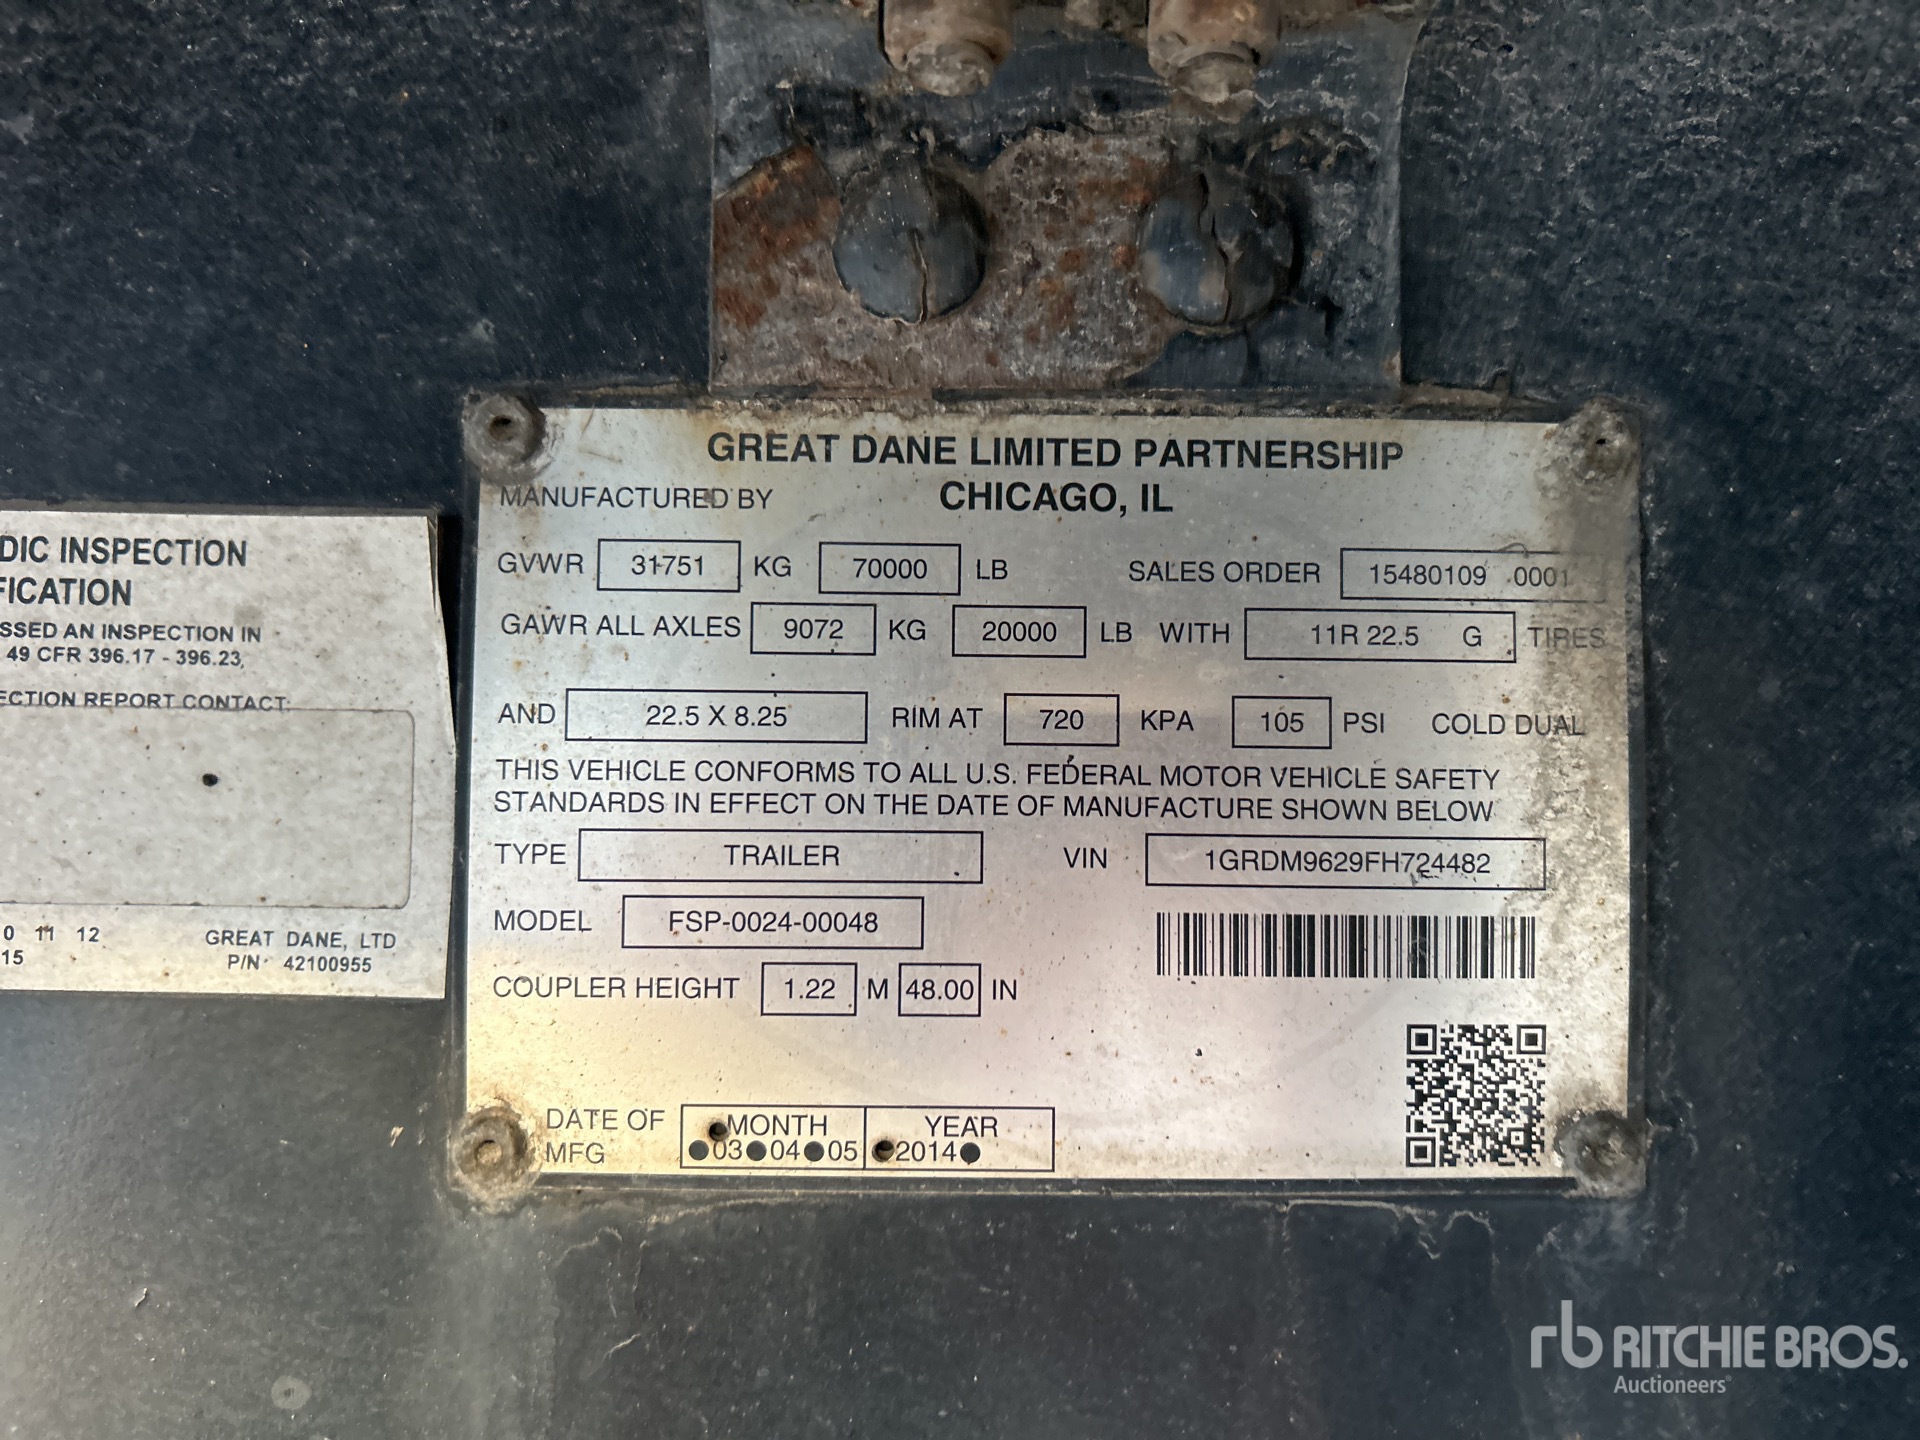 GREAT DANE LIMITED PARTNERSHIP
MANUFACTURED BY CHICAGO, IL
GVWR 31751 KG 70000 LB SALES ORDER 15480109 0001
GAWR ALL AXLES 9072 KG 20000 LB WITH 11R 22.5 G TIRES
AND 22.5 X 8.25 RIM AT 720 KPA 105 PSI COLD DUAL
THIS VEHICLE CONFORMS TO ALL U.S. FEDERAL MOTOR VEHICLE SAFETY
STANDARDS IN EFFECT ON THE DATE OF MANUFACTURE SHOWN BELOW
TYPE TRAILER VIN 1GRDM9629FH724482
MODEL FSP-0024-00048
COUPLER HEIGHT 1.22 M 48.00 IN
DATE OF MONTH YEAR
MFG ●03●04●05 ●2014●
DIC INSPECTION
FICATION
SSED AN INSPECTION IN
49 CFR 396.17 - 396.23,
ECTION REPORT CONTACT:
0 11 12 GREAT DANE, LTD
15 P/N 42100955
rb RITCHIE BROS.
Auctioneers